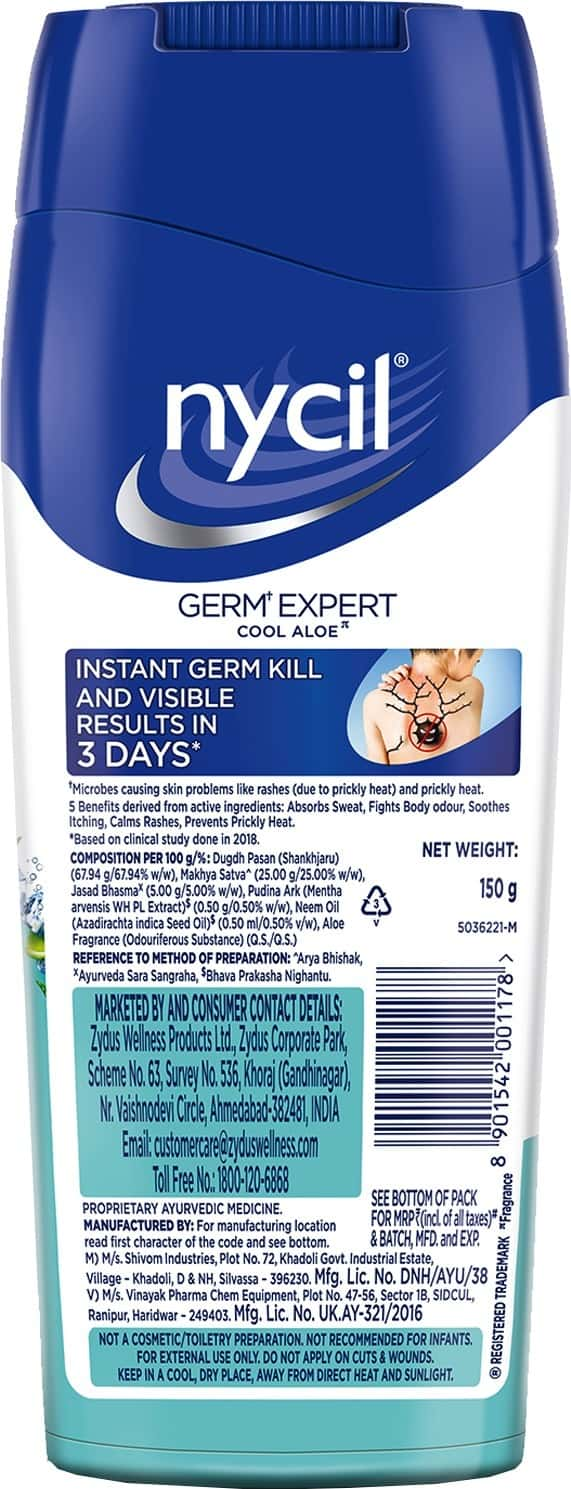 nycil®
GERM† EXPERT
COOL ALOEπ
INSTANT GERM KILL
AND VISIBLE
RESULTS IN
3 DAYS*
†Microbes causing skin problems like rashes (due to prickly heat) and prickly heat.
5 Benefits derived from active ingredients: Absorbs Sweat, Fights Body odour, Soothes
Itching, Calms Rashes, Prevents Prickly Heat.
*Based on clinical study done in 2018.
COMPOSITION PER 100 g/%: Dugdh Pasan (Shankhjaru)
(67.94 g/67.94% w/w), Makhya Satva^ (25.00 g/25.00% w/w),
Jasad Bhasmaˣ (5.00 g/5.00% w/w), Pudina Ark (Mentha
arvensis WH PL Extract)$ (0.50 g/0.50% w/w), Neem Oil
(Azadirachta indica Seed Oil)$ (0.50 ml/0.50% v/w), Aloe
Fragrance (Odouriferous Substance) (Q.S./Q.S.)
REFERENCE TO METHOD OF PREPARATION: ^Arya Bhishak,
ˣAyurveda Sara Sangraha, $Bhava Prakasha Nighantu.
3
V
NET WEIGHT:
150 g
5036221-M
8 901542 001178 >
MARKETED BY AND CONSUMER CONTACT DETAILS:
Zydus Wellness Products Ltd., Zydus Corporate Park,
Scheme No. 63, Survey No. 536, Khoraj (Gandhinagar),
Nr. Vaishnodevi Circle, Ahmedabad-382481, INDIA
Email: customercare@zyduswellness.com
Toll Free No.: 1800-120-6868
SEE BOTTOM OF PACK
FOR MRP₹(incl. of all taxes)#
& BATCH, MFD. and EXP.
PROPRIETARY AYURVEDIC MEDICINE.
MANUFACTURED BY: For manufacturing location
read first character of the code and see bottom.
M) M/s. Shivom Industries, Plot No. 72, Khadoli Govt. Industrial Estate,
Village - Khadoli, D & NH, Silvassa - 396230. Mfg. Lic. No. DNH/AYU/38
V) M/s. Vinayak Pharma Chem Equipment, Plot No. 47-56, Sector 1B, SIDCUL,
Ranipur, Haridwar - 249403. Mfg. Lic. No. UK.AY-321/2016
® REGISTERED TRADEMARK πFragrance
NOT A COSMETIC/TOILETRY PREPARATION. NOT RECOMMENDED FOR INFANTS.
FOR EXTERNAL USE ONLY. DO NOT APPLY ON CUTS & WOUNDS.
KEEP IN A COOL, DRY PLACE, AWAY FROM DIRECT HEAT AND SUNLIGHT.